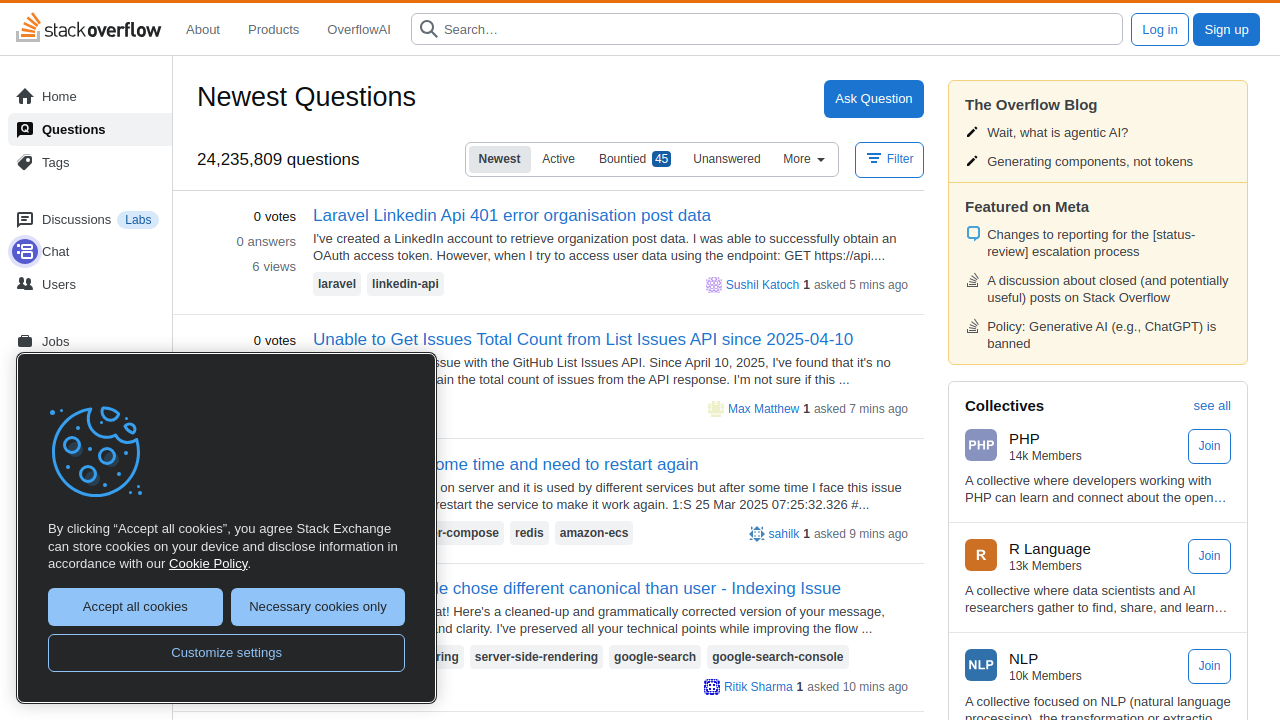 stack overflow
About
Products
OverflowAI
Search…
Log in
Sign up
Home
Questions
Tags
Discussions
Labs
Chat
Users
Jobs
Newest Questions
Ask Question
24,235,809 questions
Newest
Active
Bountied 45
Unanswered
More
Filter
0 votes
0 answers
6 views
Laravel Linkedin Api 401 error organisation post data
I've created a LinkedIn account to retrieve organization post data. I was able to successfully obtain an
OAuth access token. However, when I try to access user data using the endpoint: GET https://api....
laravel
linkedin-api
Sushil Katoch 1 asked 5 mins ago
0 votes
Unable to Get Issues Total Count from List Issues API since 2025-04-10
ssue with the GitHub List Issues API. Since April 10, 2025, I've found that it's no
ain the total count of issues from the API response. I'm not sure if this ...
Max Matthew 1 asked 7 mins ago
ome time and need to restart again
on server and it is used by different services but after some time I face this issue
restart the service to make it work again. 1:S 25 Mar 2025 07:25:32.326 #...
r-compose
redis
amazon-ecs
sahilk 1 asked 9 mins ago
le chose different canonical than user - Indexing Issue
at! Here's a cleaned-up and grammatically corrected version of your message,
and clarity. I've preserved all your technical points while improving the flow ...
ring
server-side-rendering
google-search
google-search-console
Ritik Sharma 1 asked 10 mins ago
By clicking “Accept all cookies”, you agree Stack Exchange
can store cookies on your device and disclose information in
accordance with our Cookie Policy.
Accept all cookies
Necessary cookies only
Customize settings
The Overflow Blog
Wait, what is agentic AI?
Generating components, not tokens
Featured on Meta
Changes to reporting for the [status-
review] escalation process
A discussion about closed (and potentially
useful) posts on Stack Overflow
Policy: Generative AI (e.g., ChatGPT) is
banned
Collectives
see all
PHP
PHP
14k Members
Join
A collective where developers working with
PHP can learn and connect about the open…
R
R Language
13k Members
Join
A collective where data scientists and AI
researchers gather to find, share, and learn…
NLP
NLP
10k Members
Join
A collective focused on NLP (natural language
processing), the transformation or extractio